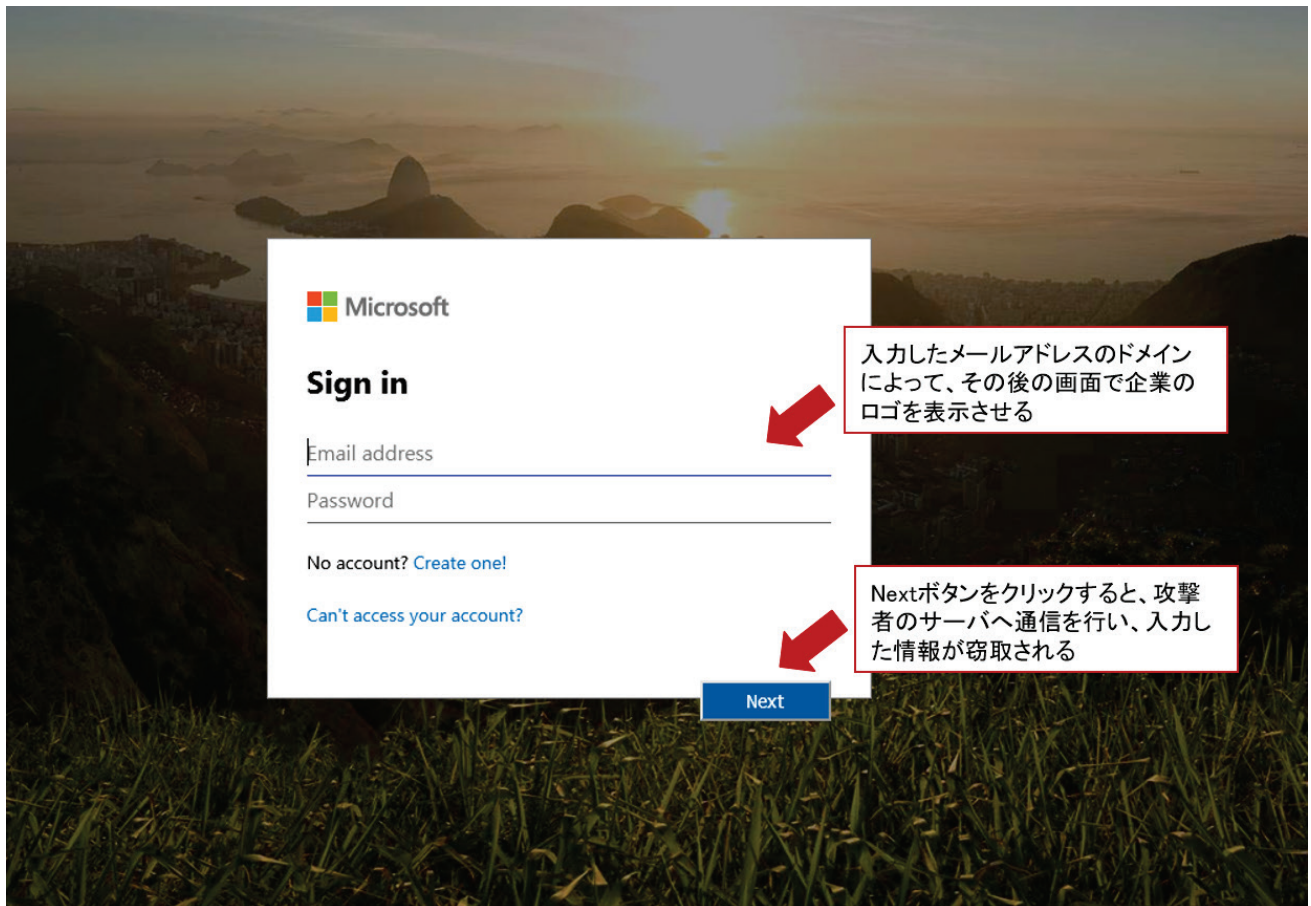 Microsoft
Sign in
Email address
Password
No account? Create one!
Can't access your account?
Next
入力したメールアドレスのドメイン
によって、その後の画面で企業の
ロゴを表示させる
Nextボタンをクリックすると、攻撃
者のサーバへ通信を行い、入力し
た情報が窃取される